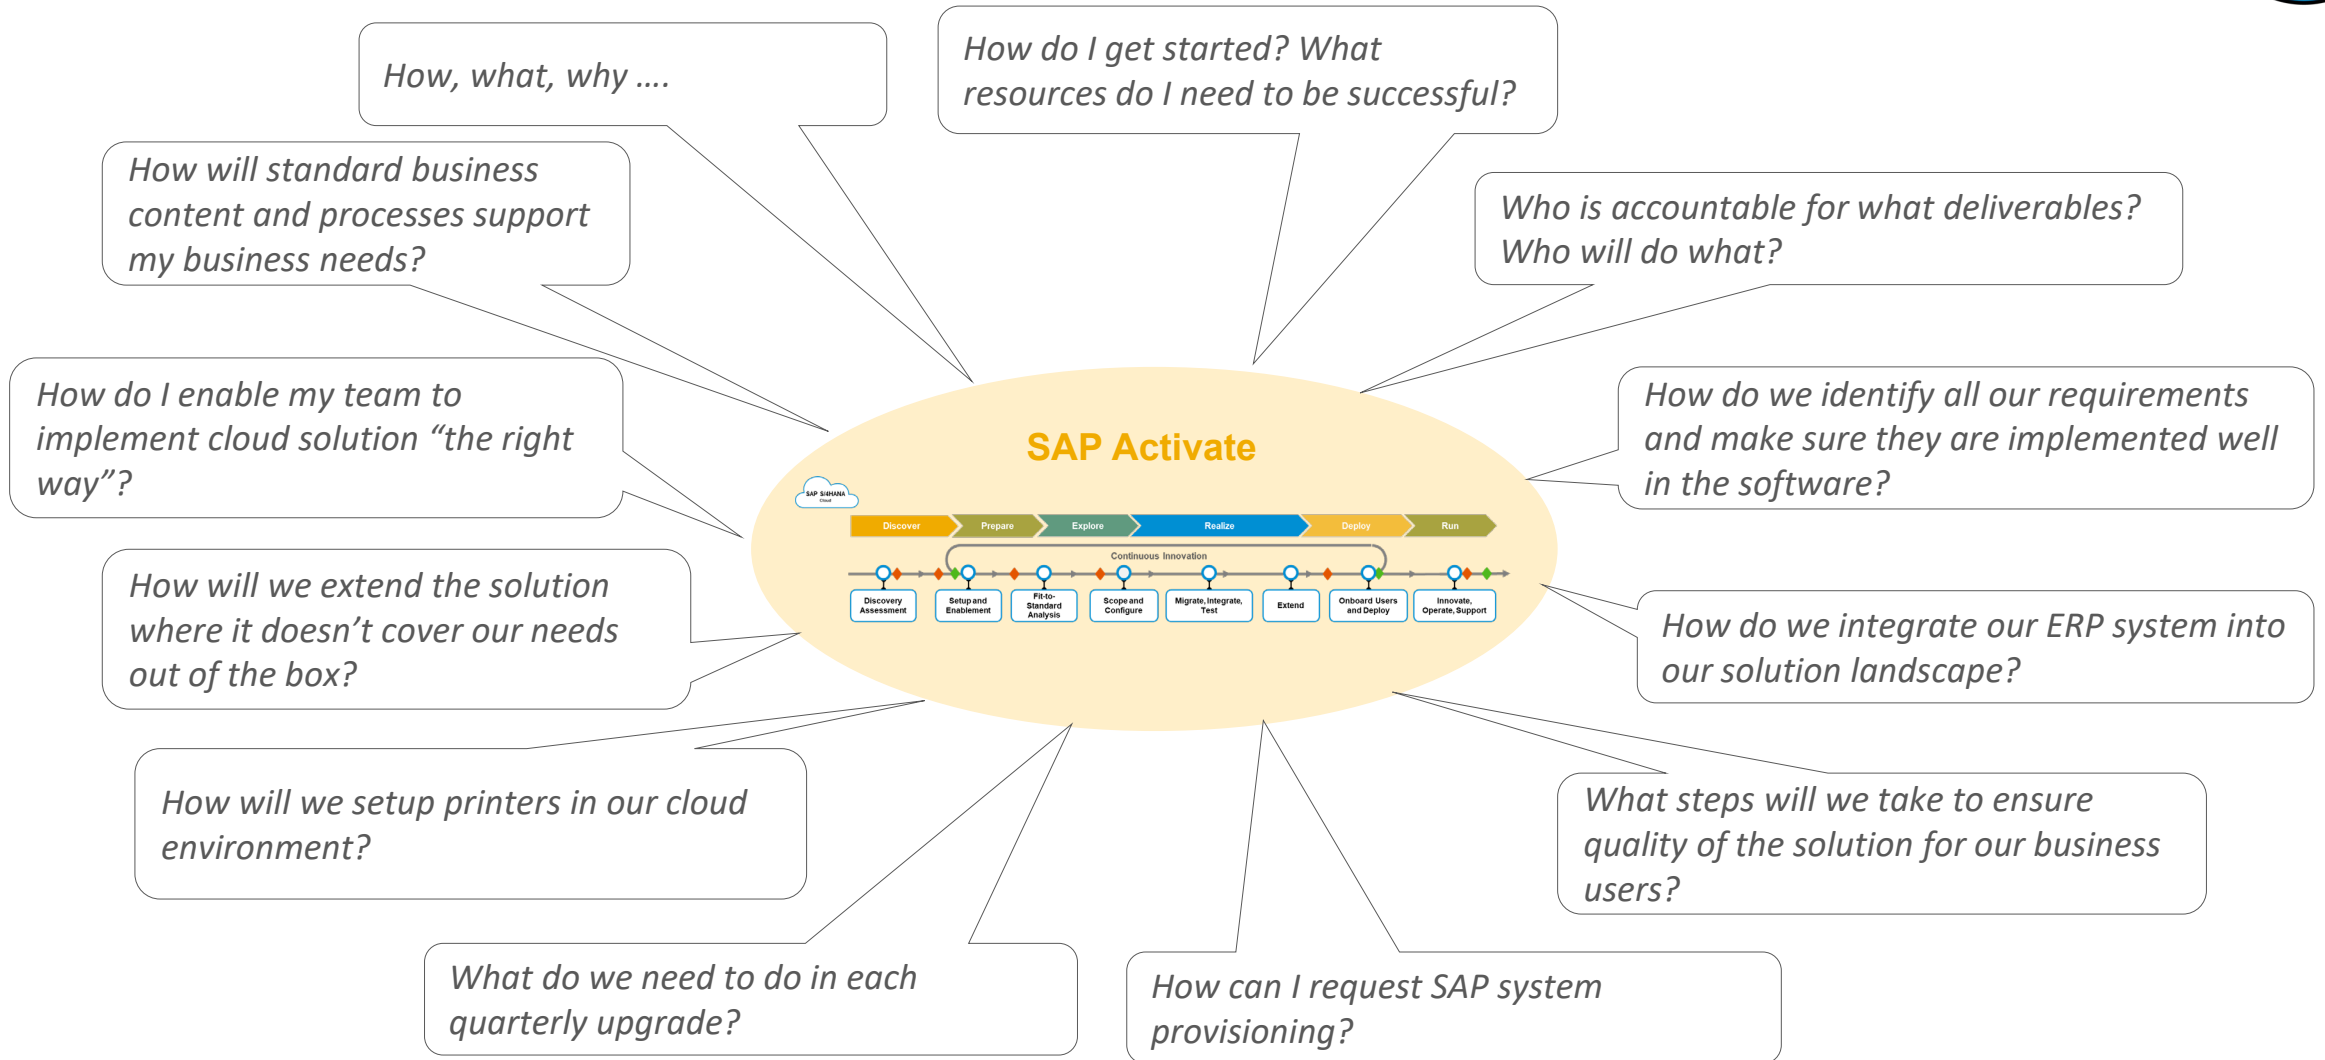 How, what, why ....
How do I get started? What
resources do I need to be successful?
How will standard business
content and processes support
my business needs?
Who is accountable for what deliverables?
Who will do what?
How do I enable my team to
implement cloud solution “the right
way”?
How do we identify all our requirements
and make sure they are implemented well
in the software?
SAP Activate
SAP S/4HANA
Cloud
Discover
Prepare
Explore
Realize
Deploy
Run
Continuous Innovation
Discovery
Assessment
Setup and
Enablement
Fit-to-
Standard
Analysis
Scope and
Configure
Migrate, Integrate,
Test
Extend
Onboard Users
and Deploy
Innovate,
Operate, Support
How will we extend the solution
where it doesn’t cover our needs
out of the box?
How do we integrate our ERP system into
our solution landscape?
How will we setup printers in our cloud
environment?
What steps will we take to ensure
quality of the solution for our business
users?
What do we need to do in each
quarterly upgrade?
How can I request SAP system
provisioning?